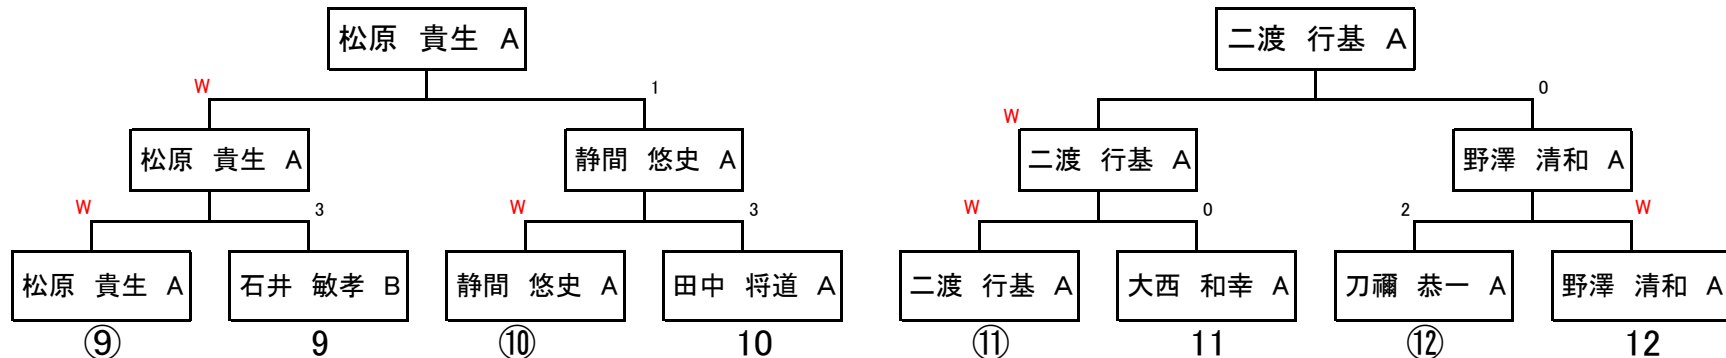 松原 貴生 A 二渡 行基 A
W 1 0
W
松原 貴生 A 静間 悠史 A 二渡 行基 A 野澤 清和 A
W 3 W 3 W 0 2 W
松原 貴生 A 石井 敏孝 B 静間 悠史 A 田中 将道 A 二渡 行基 A 大西 和幸 A 刀禰 恭一 A 野澤 清和 A
⑨ 9 ⑩ 10 ⑪ 11 ⑫ 12